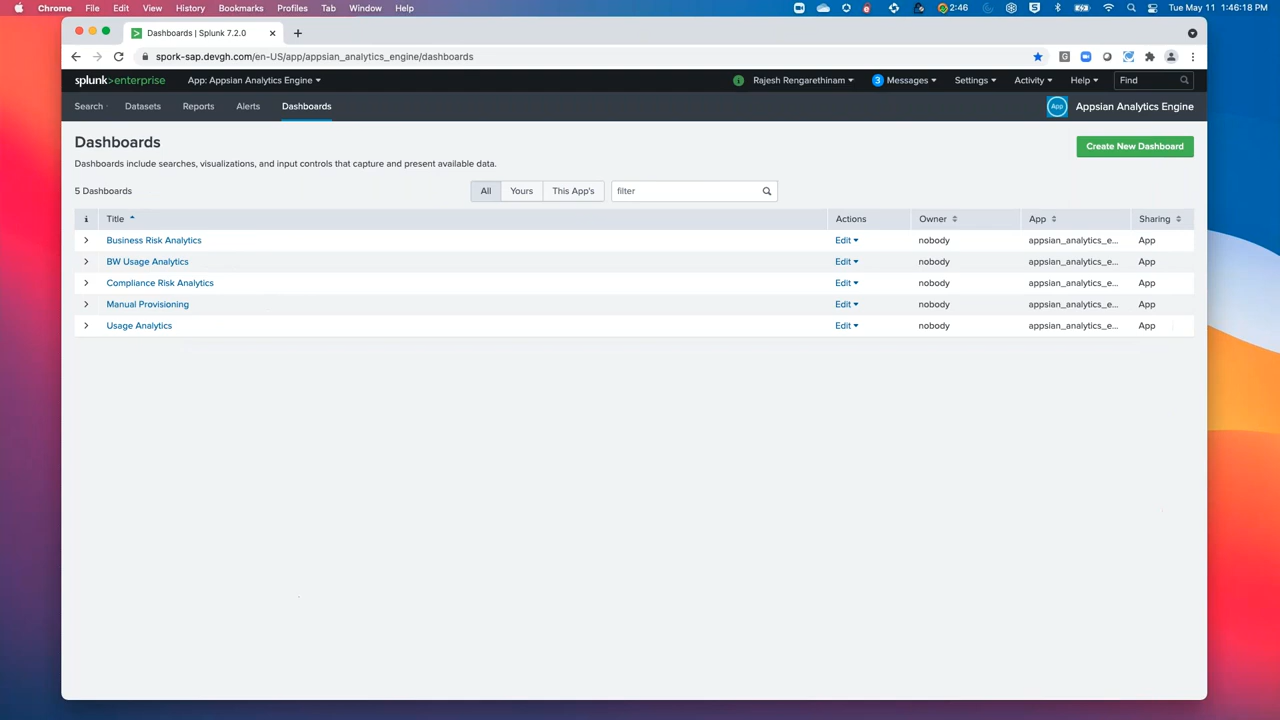 Chrome File Edit View History Bookmarks Profiles Tab Window Help 2:46 Tue May 11 1:46:18 PM
Dashboards | Splunk 7.2.0
spork-sap.devgh.com/en-US/app/appsian_analytics_engine/dashboards
splunk>enterprise App: Appsian Analytics Engine Rajesh Rengarethinam 3 Messages Settings Activity Help Find
Search Datasets Reports Alerts Dashboards App Appsian Analytics Engine
Dashboards
Create New Dashboard
Dashboards include searches, visualizations, and input controls that capture and present available data.
5 Dashboards All Yours This App's filter
i Title Actions Owner App Sharing
Business Risk Analytics Edit nobody appsian_analytics_e... App
BW Usage Analytics Edit nobody appsian_analytics_e... App
Compliance Risk Analytics Edit nobody appsian_analytics_e... App
Manual Provisioning Edit nobody appsian_analytics_e... App
Usage Analytics Edit nobody appsian_analytics_e... App